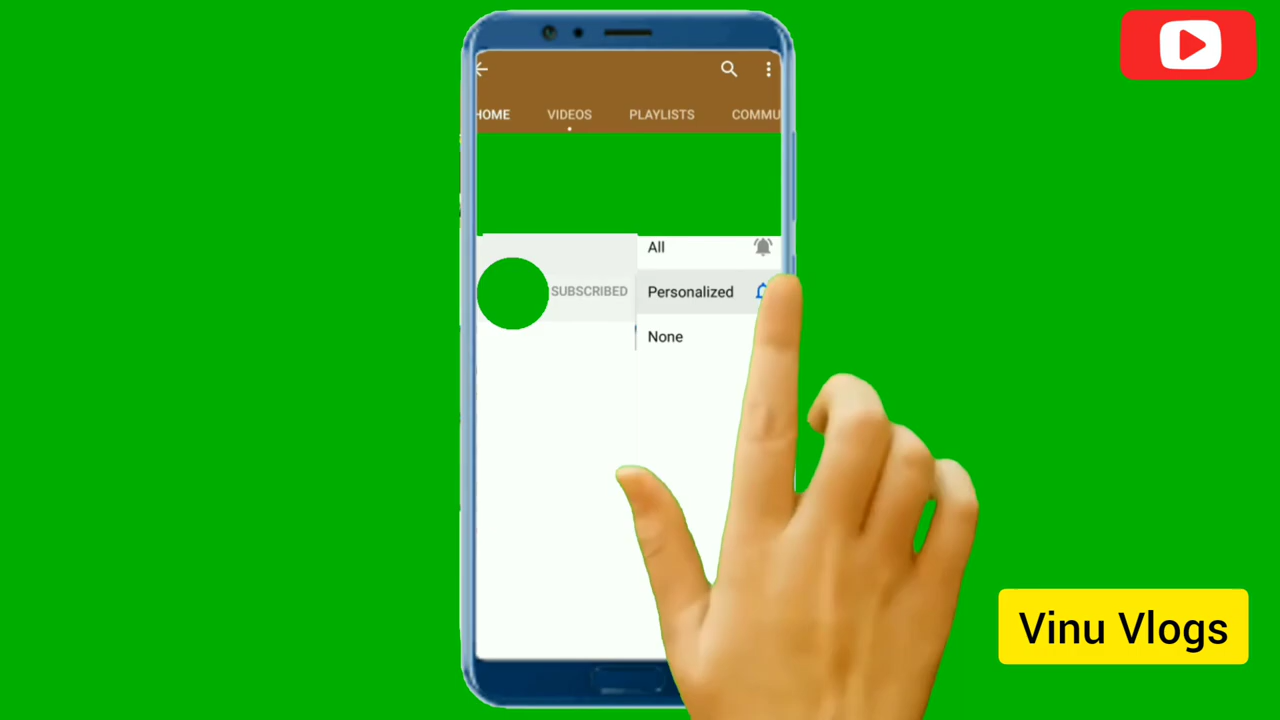 HOME VIDEOS PLAYLISTS COMMU
All
SUBSCRIBED Personalized
None
Vinu Vlogs